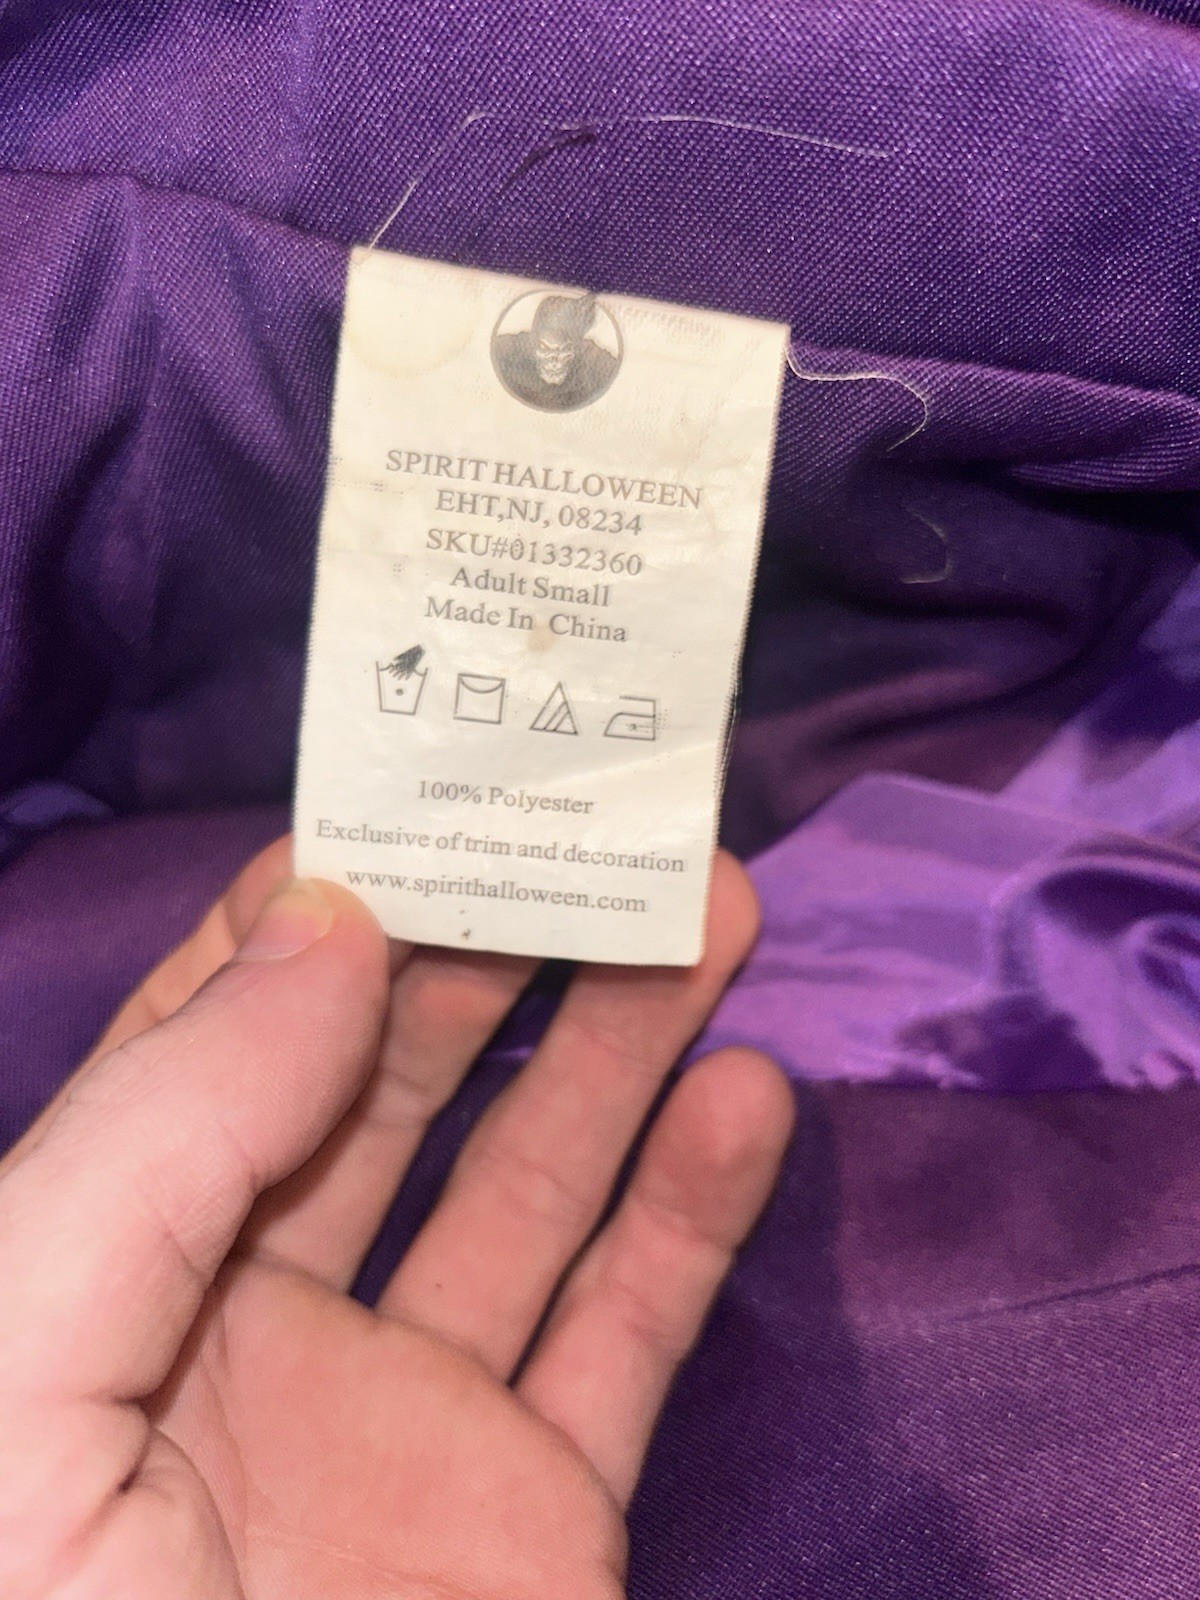 SPIRIT HALLOWEEN
EHT,NJ, 08234
SKU#01332360
Adult Small
Made In China
100% Polyester
Exclusive of trim and decoration
www.spirithalloween.com